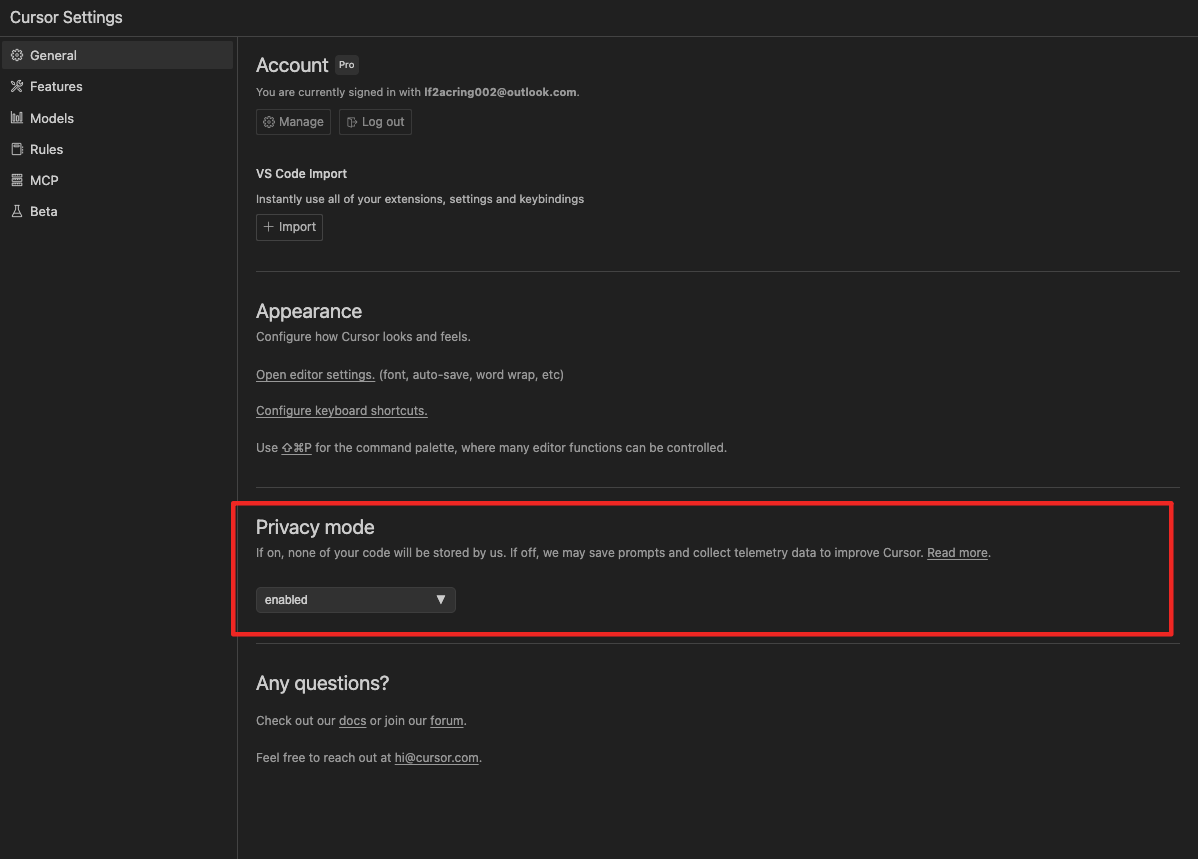 Cursor Settings
General
Features
Models
Rules
MCP
Beta
Account Pro
You are currently signed in with lf2acring002@outlook.com.
Manage Log out
VS Code Import
Instantly use all of your extensions, settings and keybindings
+ Import
Appearance
Configure how Cursor looks and feels.
Open editor settings. (font, auto-save, word wrap, etc)
Configure keyboard shortcuts.
Use ⇧⌘P for the command palette, where many editor functions can be controlled.
Privacy mode
If on, none of your code will be stored by us. If off, we may save prompts and collect telemetry data to improve Cursor. Read more.
enabled ▼
Any questions?
Check out our docs or join our forum.
Feel free to reach out at hi@cursor.com.